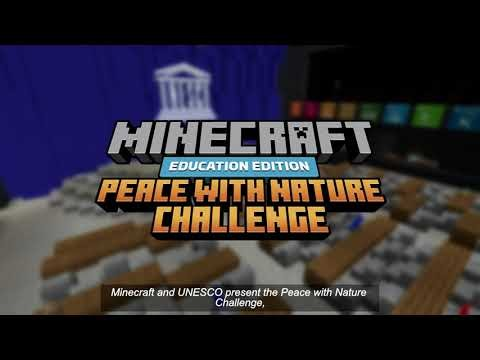 MINECRAFT
EDUCATION EDITION
PEACE WITH NATURE
CHALLENGE
Minecraft and UNESCO present the Peace with Nature
Challenge,